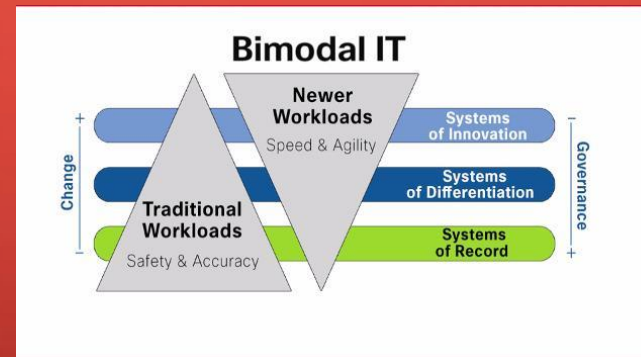 Bimodal IT
Newer
Workloads
Speed & Agility
Traditional
Workloads
Safety & Accuracy
Systems
of Innovation
Systems
of Differentiation
Systems
of Record
+
Change
-
-
Governance
+